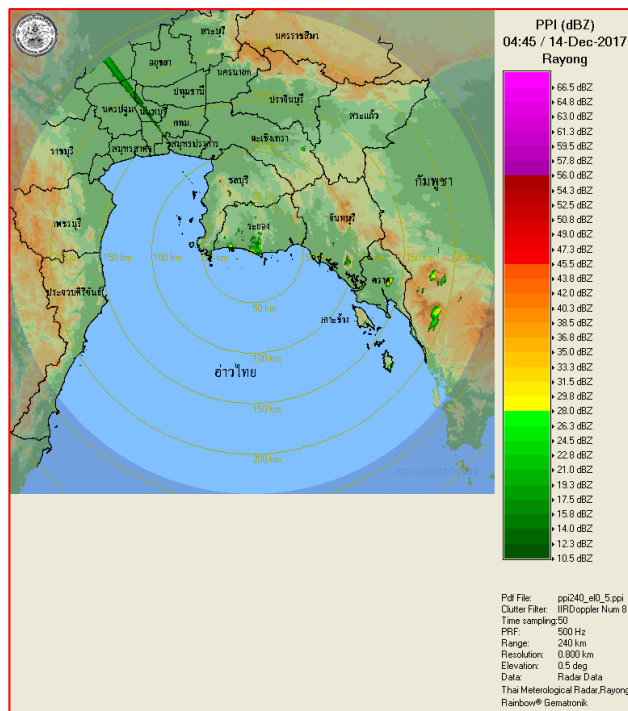 PPI (dBZ)
04:45 / 14-Dec-2017
Rayong
66.5 dBZ
64.8 dBZ
63.0 dBZ
61.3 dBZ
59.5 dBZ
57.8 dBZ
56.0 dBZ
54.3 dBZ
52.5 dBZ
50.8 dBZ
49.0 dBZ
47.3 dBZ
45.5 dBZ
43.8 dBZ
42.0 dBZ
40.3 dBZ
38.5 dBZ
36.8 dBZ
35.0 dBZ
33.3 dBZ
31.5 dBZ
29.8 dBZ
28.0 dBZ
26.3 dBZ
24.5 dBZ
22.8 dBZ
21.0 dBZ
19.3 dBZ
17.5 dBZ
15.8 dBZ
14.0 dBZ
12.3 dBZ
10.5 dBZ
สระบุรี
นครราชสีมา
อยุธยา
นครนายก
ปทุมธานี
ปราจีนบุรี
นครปฐม
นนทบุรี
กทม.
สระแก้ว
ฉะเชิงเทรา
สมุทรสาคร
สมุทรปราการ
ราชบุรี
ชลบุรี
กัมพูชา
เพชรบุรี
ระยอง
จันทบุรี
150 km
100 km
ตราด
ประจวบคีรีขันธ์
50 km
เกาะช้าง
100 km
อ่าวไทย
150 km
200 km
Pdf File: ppi240_el0_5.ppi
Clutter Filter: IIRDoppler Num 8
Time sampling:50
PRF: 500 Hz
Range: 240 km
Resolution: 0.800 km
Elevation: 0.5 deg
Data: Radar Data
Thai Meterological Radar,Rayong
Rainbow® Gematronik